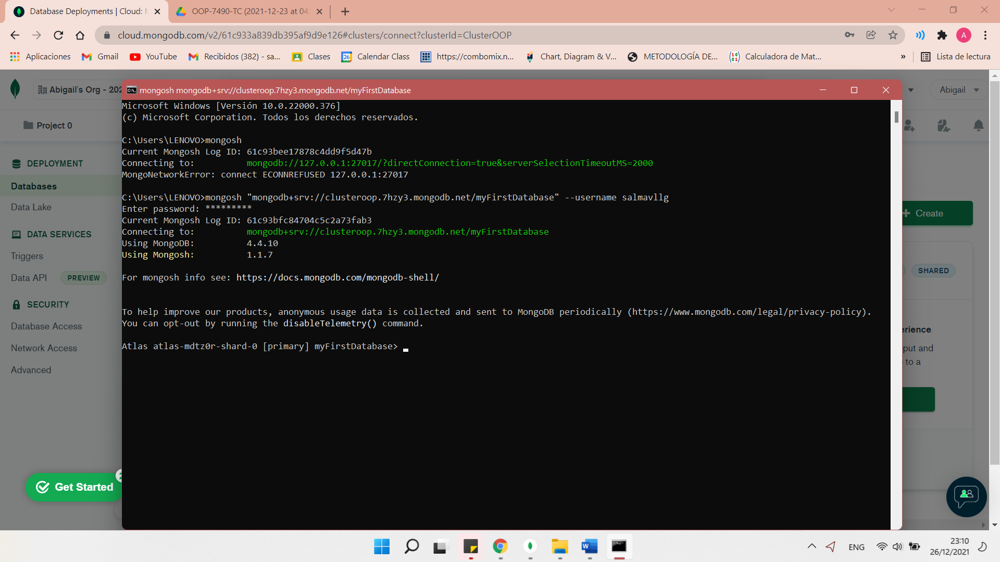 Database Deployments | Cloud: M
OOP-7490-TC (2021-12-23 at 04:
cloud.mongodb.com/v2/61c933a839db395af9d9e126#clusters/connect?clusterId=ClusterOOP
A
Aplicaciones
Gmail
YouTube
Recibidos (382) - sa...
Clases
26
Calendar Class
https://combomix.n...
Chart, Diagram & V...
METODOLOGÍA DE...
Calculadora de Mat...
»
Lista de lectura
Abigail's Org - 202
Abigail
Project 0
DEPLOYMENT
Databases
Data Lake
DATA SERVICES
Triggers
Data API PREVIEW
SECURITY
Database Access
Network Access
Advanced
Get Started
mongosh mongodb+srv://clusteroop.7hzy3.mongodb.net/myFirstDatabase
Microsoft Windows [Versión 10.0.22000.376]
(c) Microsoft Corporation. Todos los derechos reservados.
C:\Users\LENOVO>mongosh
Current Mongosh Log ID: 61c93bee17878c4dd9f5d47b
Connecting to: mongodb://127.0.0.1:27017/?directConnection=true&serverSelectionTimeoutMS=2000
MongoNetworkError: connect ECONNREFUSED 127.0.0.1:27017
C:\Users\LENOVO>mongosh "mongodb+srv://clusteroop.7hzy3.mongodb.net/myFirstDatabase" --username salmavllg
Enter password: *********
Current Mongosh Log ID: 61c93bfc84704c5c2a73fab3
Connecting to: mongodb+srv://clusteroop.7hzy3.mongodb.net/myFirstDatabase
Using MongoDB: 4.4.10
Using Mongosh: 1.1.7
For mongosh info see: https://docs.mongodb.com/mongodb-shell/
To help improve our products, anonymous usage data is collected and sent to MongoDB periodically (https://www.mongodb.com/legal/privacy-policy).
You can opt-out by running the disableTelemetry() command.
Atlas atlas-mdtz0r-shard-0 [primary] myFirstDatabase>
+ Create
SHARED
erience
put and
to a
ENG
23:10
26/12/2021